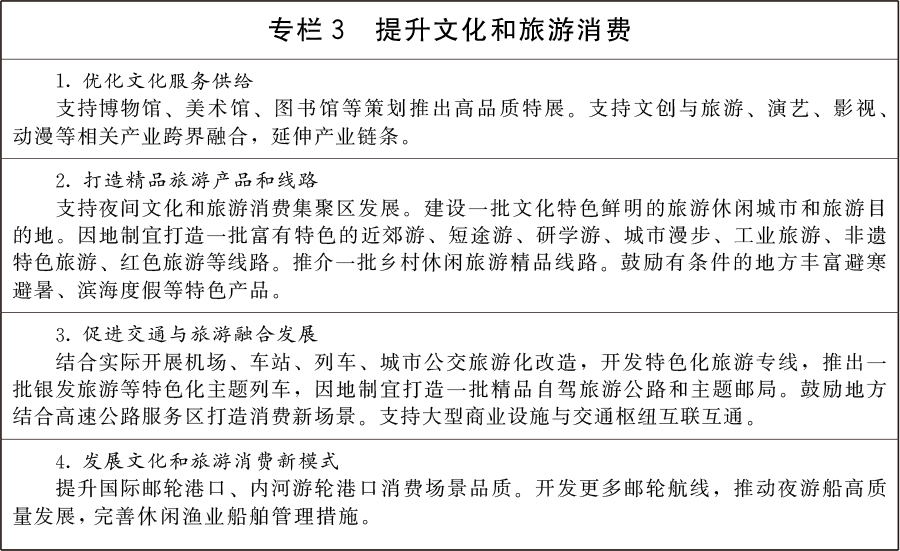 专栏 3　提升文化和旅游消费
1. 优化文化服务供给
支持博物馆、美术馆、图书馆等策划推出高品质特展。支持文创与旅游、演艺、影视、
动漫等相关产业跨界融合，延伸产业链条。
2. 打造精品旅游产品和线路
支持夜间文化和旅游消费集聚区发展。建设一批文化特色鲜明的旅游休闲城市和旅游目
的地。因地制宜打造一批富有特色的近郊游、短途游、研学游、城市漫步、工业旅游、非遗
特色旅游、红色旅游等线路。推介一批乡村休闲旅游精品线路。鼓励有条件的地方丰富避寒
避暑、滨海度假等特色产品。
3. 促进交通与旅游融合发展
结合实际开展机场、车站、列车、城市公交旅游化改造，开发特色化旅游专线，推出一
批银发旅游等特色化主题列车，因地制宜打造一批精品自驾旅游公路和主题邮局。鼓励地方
结合高速公路服务区打造消费新场景。支持大型商业设施与交通枢纽互联互通。
4. 发展文化和旅游消费新模式
提升国际邮轮港口、内河游轮港口消费场景品质。开发更多邮轮航线，推动夜游船高质
量发展，完善休闲渔业船舶管理措施。